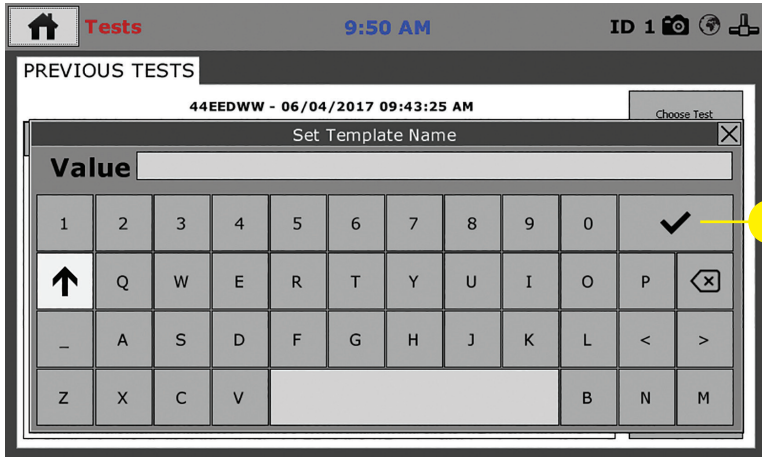 Tests 9:50 AM ID 1
PREVIOUS TESTS
44EEDWW - 06/04/2017 09:43:25 AM
Choose Test
Set Template Name
Value
1 2 3 4 5 6 7 8 9 0
Q W E R T Y U I O P
_ A S D F G H J K L < >
Z X C V B N M